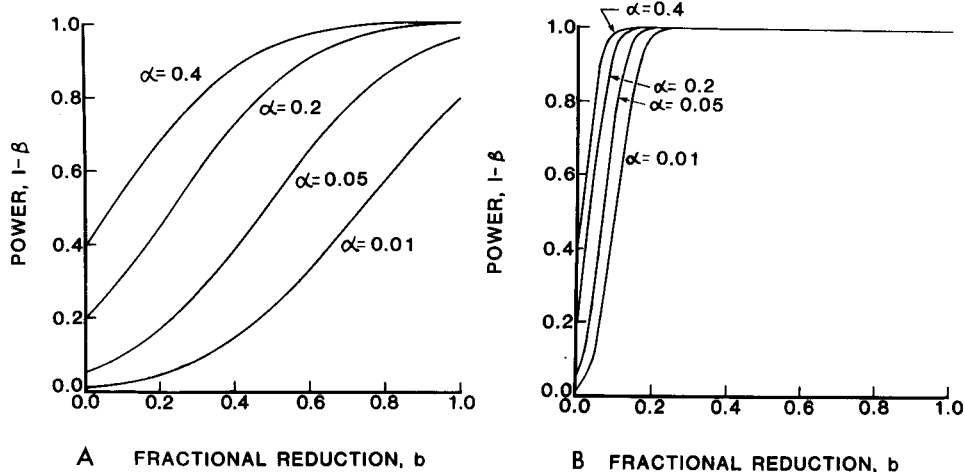 POWER, I-β
1.0
0.8
0.6
0.4
0.2
0.0
0.0 0.2 0.4 0.6 0.8 1.0
α= 0.4
α= 0.2
α= 0.05
α= 0.01
A FRACTIONAL REDUCTION, b
POWER, I-β
1.0
0.8
0.6
0.4
0.2
0.0
0.0 0.2 0.4 0.6 0.8 1.0
α= 0.4
α= 0.2
α= 0.05
α= 0.01
B FRACTIONAL REDUCTION, b